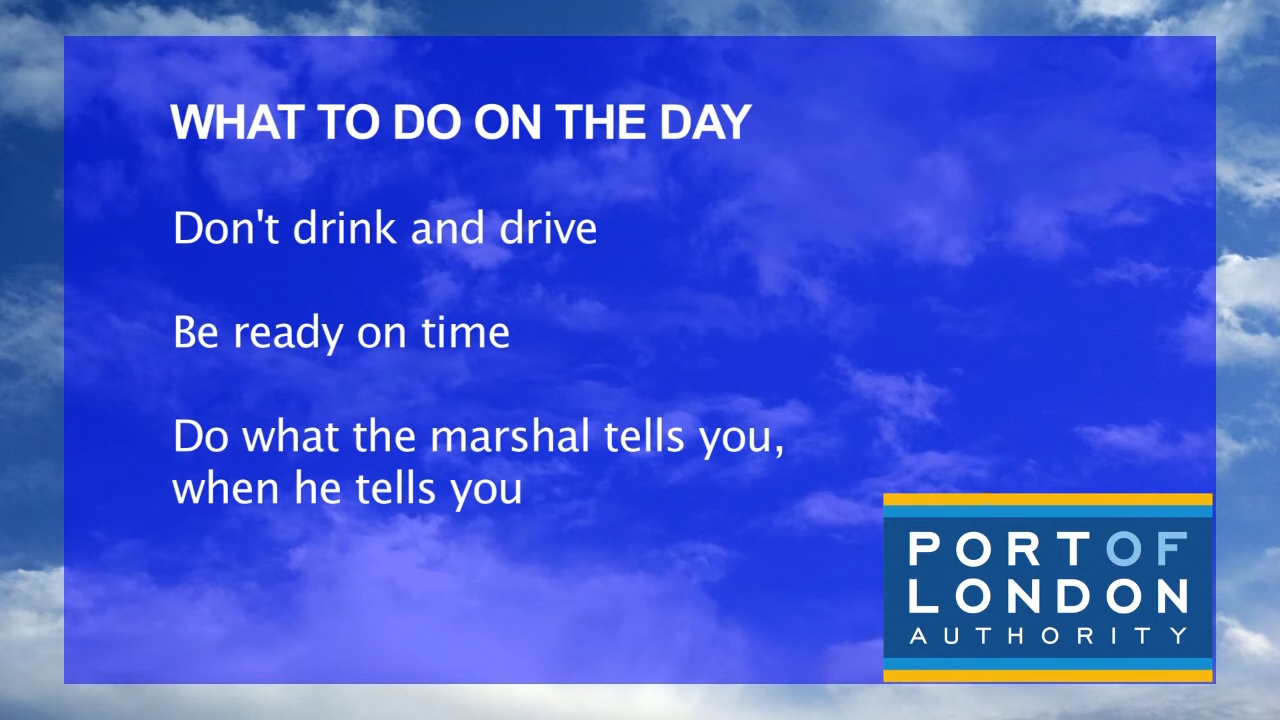 WHAT TO DO ON THE DAY
Don't drink and drive
Be ready on time
Do what the marshal tells you,
when he tells you
PORT OF
LONDON
AUTHORITY